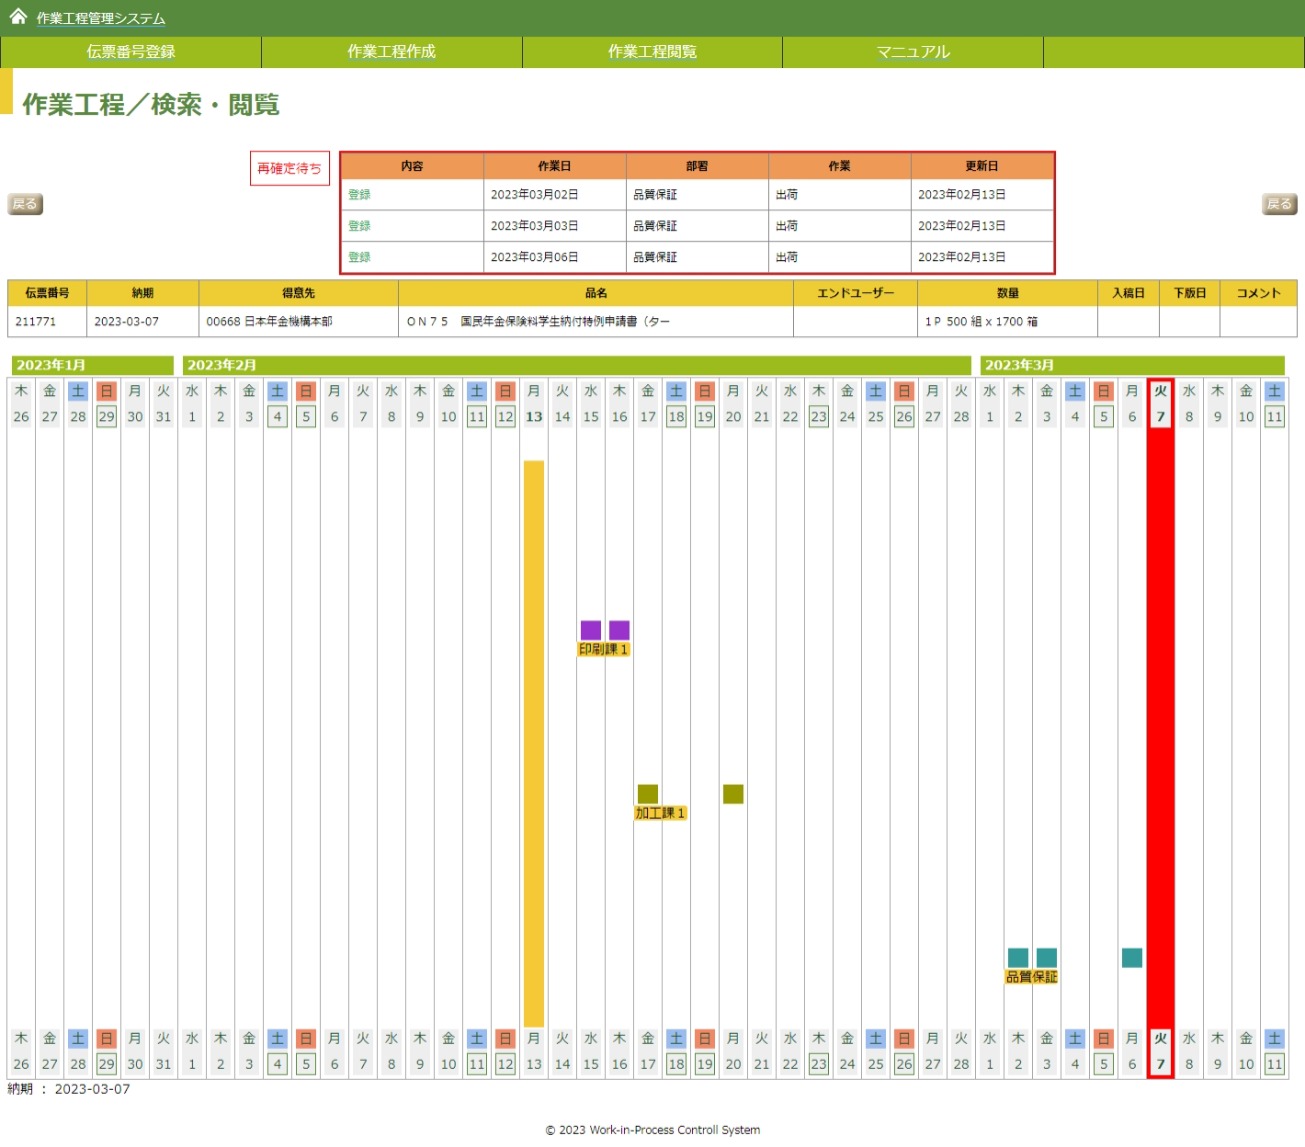 作業工程管理システム
伝票番号登録 作業工程作成 作業工程閲覧 マニュアル
作業工程／検索・閲覧
再確定待ち
内容 作業日 部署 作業 更新日
登録 2023年03月02日 品質保証 出荷 2023年02月13日
登録 2023年03月03日 品質保証 出荷 2023年02月13日
登録 2023年03月06日 品質保証 出荷 2023年02月13日
戻る 戻る
伝票番号 納期 得意先 品名 エンドユーザー 数量 入稿日 下版日 コメント
211771 2023-03-07 00668 日本年金機構本部 ＯＮ７５　国民年金保険料学生納付特例申請書（ター 1Ｐ 500 組 x 1700 箱
2023年1月 2023年2月 2023年3月
木 金 土 日 月 火 水 木 金 土 日 月 火 水 木 金 土 日 月 火 水 木 金 土 日 月 火 水 木 金 土 日 月 火 水 木 金 土 日 月 火 水 木 金 土
26 27 28 29 30 31 1 2 3 4 5 6 7 8 9 10 11 12 13 14 15 16 17 18 19 20 21 22 23 24 25 26 27 28 1 2 3 4 5 6 7 8 9 10 11
印刷課１
加工課１
品質保証
木 金 土 日 月 火 水 木 金 土 日 月 火 水 木 金 土 日 月 火 水 木 金 土 日 月 火 水 木 金 土 日 月 火 水 木 金 土 日 月 火 水 木 金 土
26 27 28 29 30 31 1 2 3 4 5 6 7 8 9 10 11 12 13 14 15 16 17 18 19 20 21 22 23 24 25 26 27 28 1 2 3 4 5 6 7 8 9 10 11
納期 ： 2023-03-07
© 2023 Work-in-Process Controll System